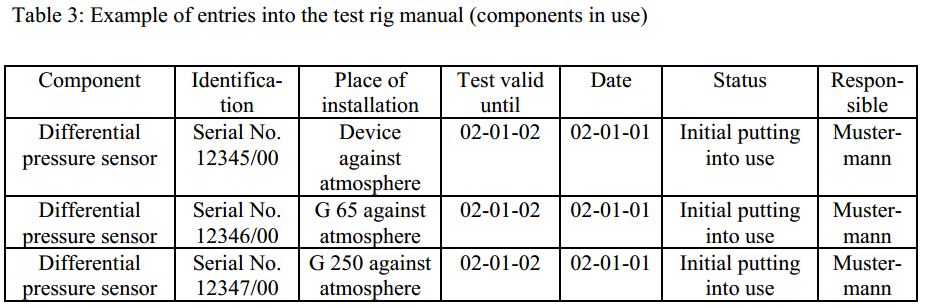 Table 3: Example of entries into the test rig manual (components in use)
Component Identifica- Place of Test valid Date Status Respon-
tion installation until sible
Differential Serial No. Device 02-01-02 02-01-01 Initial putting Muster-
pressure sensor 12345/00 against into use mann
atmosphere
Differential Serial No. G 65 against 02-01-02 02-01-01 Initial putting Muster-
pressure sensor 12346/00 atmosphere into use mann
Differential Serial No. G 250 against 02-01-02 02-01-01 Initial putting Muster-
pressure sensor 12347/00 atmosphere into use mann